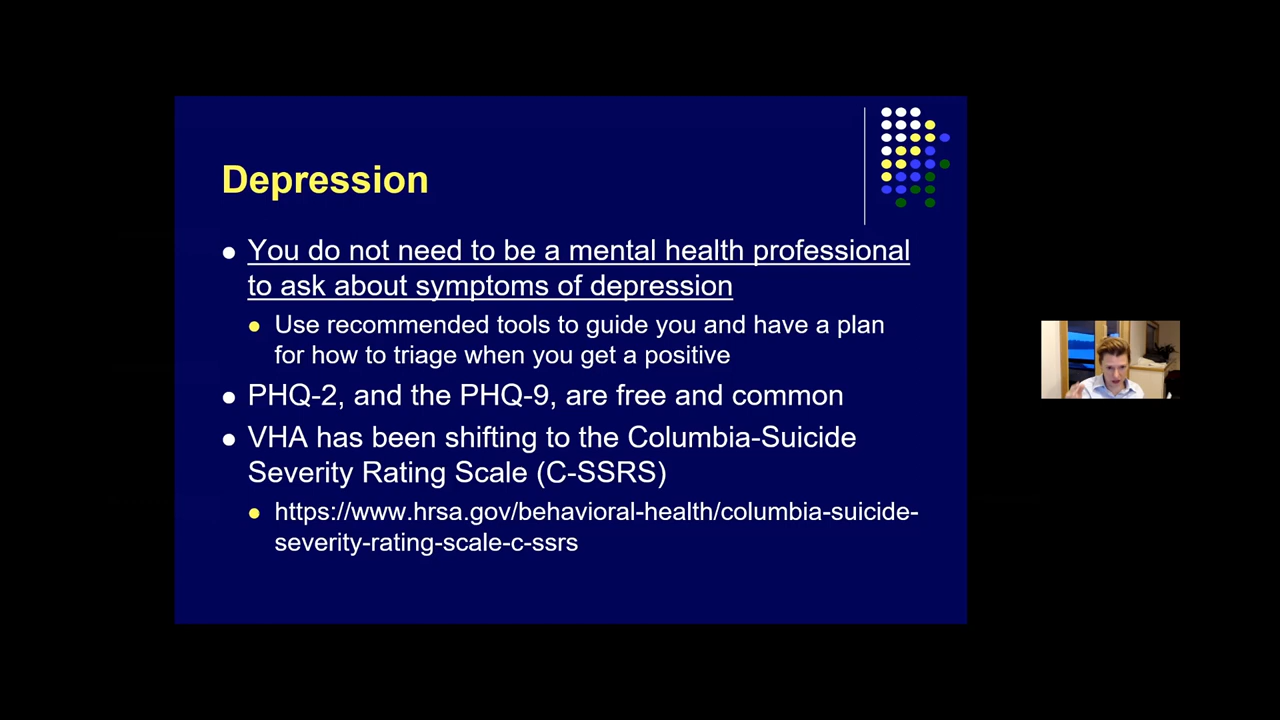 Depression
You do not need to be a mental health professional
to ask about symptoms of depression
Use recommended tools to guide you and have a plan
for how to triage when you get a positive
PHQ-2, and the PHQ-9, are free and common
VHA has been shifting to the Columbia-Suicide
Severity Rating Scale (C-SSRS)
https://www.hrsa.gov/behavioral-health/columbia-suicide-
severity-rating-scale-c-ssrs